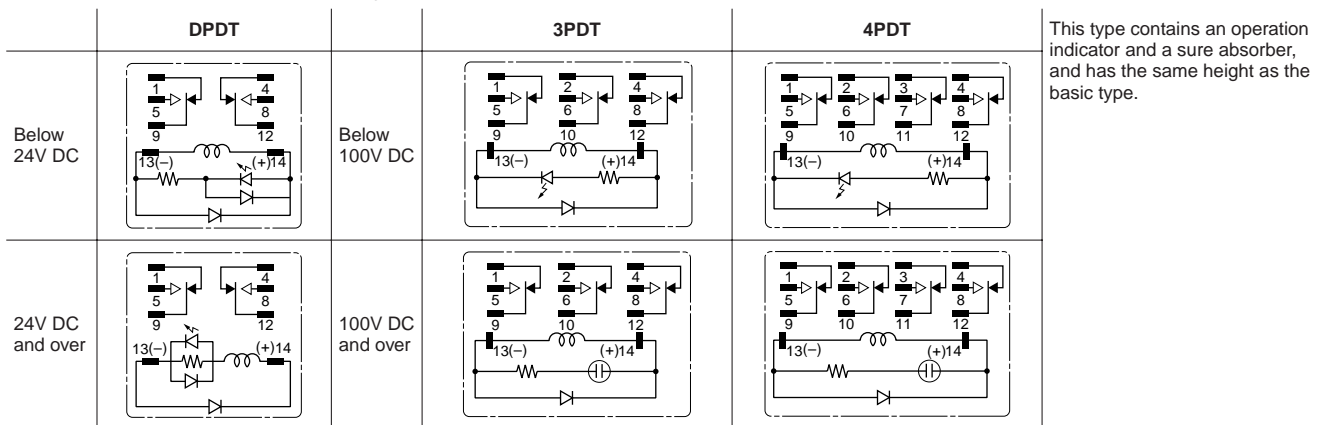 DPDT 3PDT 4PDT
This type contains an operation
indicator and a sure absorber,
and has the same height as the
basic type.
Below
24V DC
1 4
5 8
9 12
13(–) (+)14
Below
100V DC
1 2 4
5 6 8
9 10 12
13(–) (+)14
1 2 3 4
5 6 7 8
9 10 11 12
13(–) (+)14
24V DC
and over
1 4
5 8
9 12
13(–) (+)14
100V DC
and over
1 2 4
5 6 8
9 10 12
13(–) (+)14
1 2 3 4
5 6 7 8
9 10 11 12
13(–) (+)14